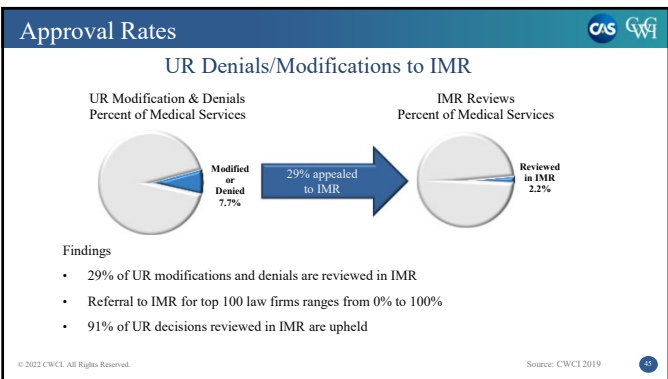 Approval Rates
CAS
UR Denials/Modifications to IMR
UR Modification & Denials
Percent of Medical Services
IMR Reviews
Percent of Medical Services
Modified
or
Denied
7.7%
29% appealed
to IMR
Reviewed
in IMR
2.2%
Findings
• 29% of UR modifications and denials are reviewed in IMR
• Referral to IMR for top 100 law firms ranges from 0% to 100%
• 91% of UR decisions reviewed in IMR are upheld
© 2022 CWCI. All Rights Reserved.
Source: CWCI 2019
45